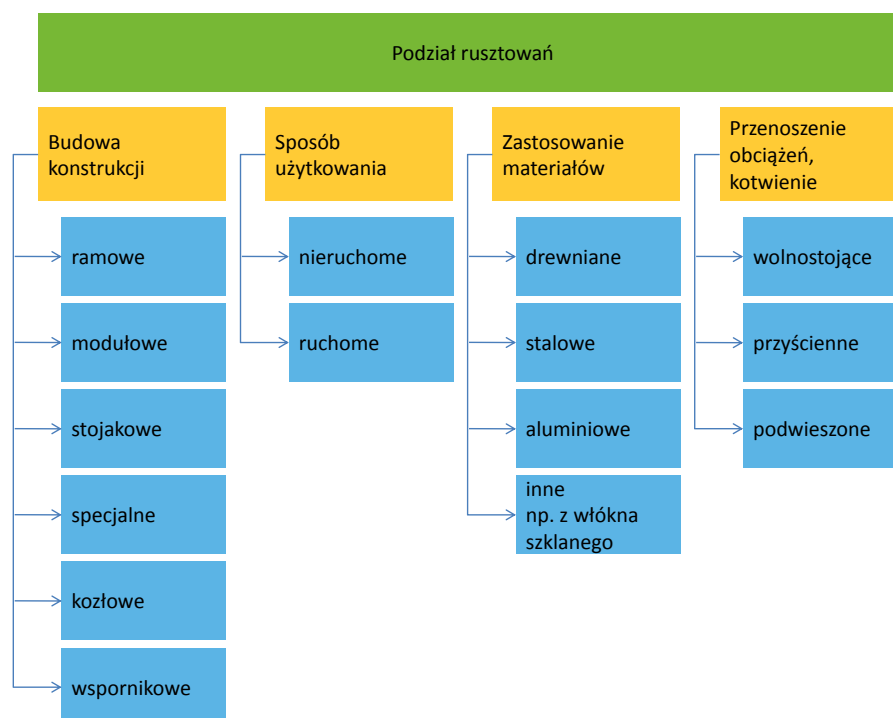 Podział rusztowań
Budowa
konstrukcji
ramowe
modułowe
stojakowe
specjalne
kozłowe
wspornikowe
Sposób
użytkowania
nieruchome
ruchome
Zastosowanie
materiałów
drewniane
stalowe
aluminiowe
inne
np. z włókna
szklanego
Przenoszenie
obciążeń,
kotwienie
wolnostojące
przyścienne
podwieszone